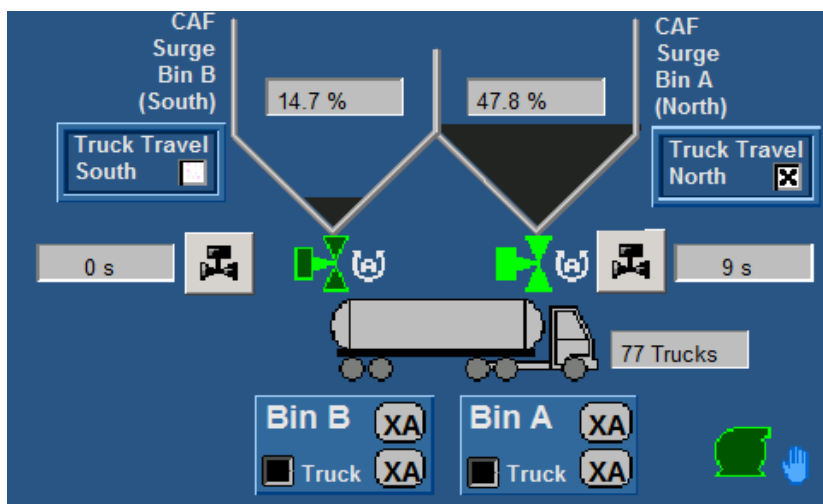 CAF
Surge
Bin B
(South)
14.7 %
47.8 %
CAF
Surge
Bin A
(North)
Truck Travel
South
Truck Travel
North
0 s
A
A
9 s
77 Trucks
Bin B
XA
Truck
XA
Bin A
XA
Truck
XA